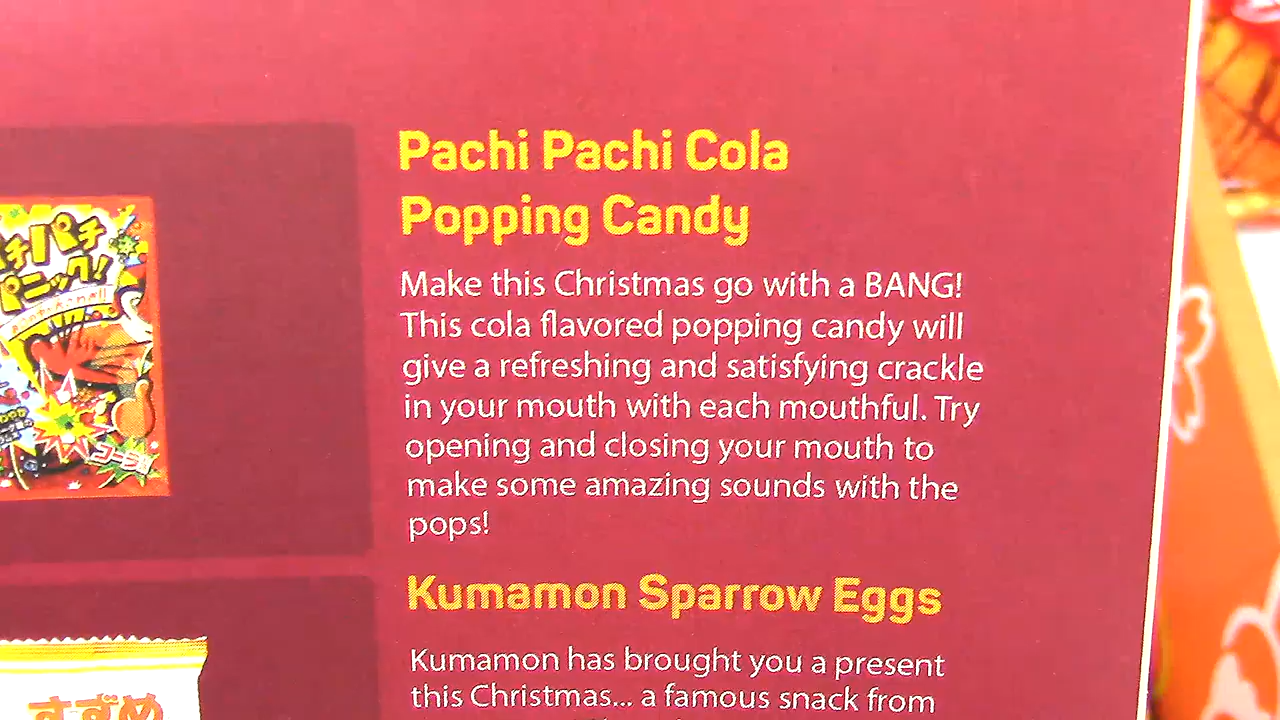 Pachi Pachi Cola
Popping Candy
Make this Christmas go with a BANG!
This cola flavored popping candy will
give a refreshing and satisfying crackle
in your mouth with each mouthful. Try
opening and closing your mouth to
make some amazing sounds with the
pops!
チパチ
パニック!
コーラ味
Kumamon Sparrow Eggs
Kumamon has brought you a present
this Christmas... a famous snack from
すずめ